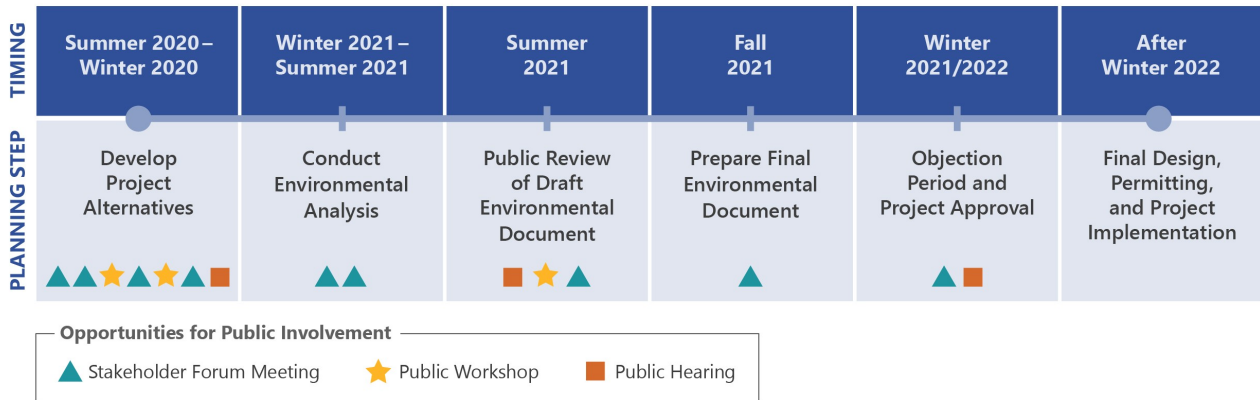 TIMING
Summer 2020 –
Winter 2020
Winter 2021 –
Summer 2021
Summer
2021
Fall
2021
Winter
2021/2022
After
Winter 2022
PLANNING STEP
Develop
Project
Alternatives
Conduct
Environmental
Analysis
Public Review
of Draft
Environmental
Document
Prepare Final
Environmental
Document
Objection
Period and
Project Approval
Final Design,
Permitting,
and Project
Implementation
Opportunities for Public Involvement
Stakeholder Forum Meeting
Public Workshop
Public Hearing